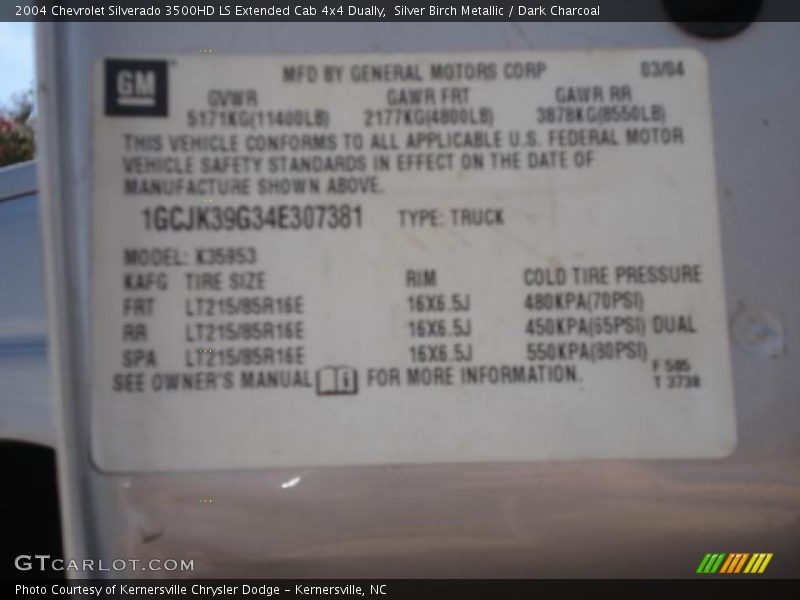 2004 Chevrolet Silverado 3500HD LS Extended Cab 4x4 Dually,  Silver Birch Metallic / Dark Charcoal
GM MFD BY GENERAL MOTORS CORP 03/04
GVWR GAWR FRT GAWR RR
5171KG(11400LB) 2177KG(4800LB) 3878KG(8550LB)
THIS VEHICLE CONFORMS TO ALL APPLICABLE U.S. FEDERAL MOTOR
VEHICLE SAFETY STANDARDS IN EFFECT ON THE DATE OF
MANUFACTURE SHOWN ABOVE.
1GCJK39G34E307381 TYPE: TRUCK
MODEL: K35953
KAFG TIRE SIZE RIM COLD TIRE PRESSURE
FRT LT215/85R16E 16X6.5J 480KPA(70PSI)
RR LT215/85R16E 16X6.5J 450KPA(65PSI) DUAL
SPA LT215/85R16E 16X6.5J 550KPA(80PSI)
SEE OWNER'S MANUAL FOR MORE INFORMATION.
F 585
T 3738
GTCARLOT.COM
Photo Courtesy of Kernersville Chrysler Dodge – Kernersville, NC